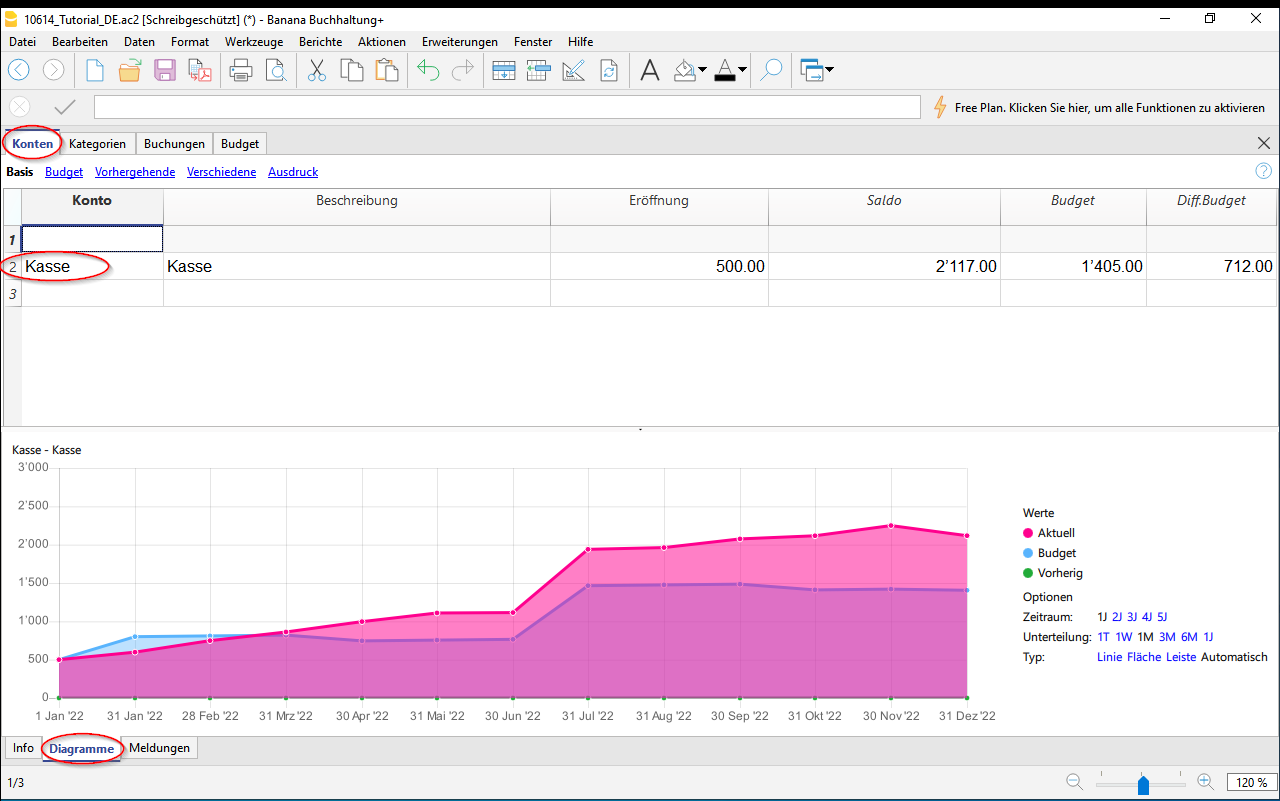 10614_Tutorial_DE.ac2 [Schreibgeschützt] (*) - Banana Buchhaltung+
Datei Bearbeiten Daten Format Werkzeuge Berichte Aktionen Erweiterungen Fenster Hilfe
Free Plan. Klicken Sie hier, um alle Funktionen zu aktivieren
Konten Kategorien Buchungen Budget
Basis Budget Vorhergehende Verschiedene Ausdruck
Konto Beschreibung Eröffnung Saldo Budget Diff.Budget
1
2 Kasse Kasse 500.00 2'117.00 1'405.00 712.00
3
Kasse - Kasse
3'000
2'500
2'000
1'500
1'000
500
0
1 Jan '22 31 Jan '22 28 Feb '22 31 Mrz '22 30 Apr '22 31 Mai '22 30 Jun '22 31 Jul '22 31 Aug '22 30 Sep '22 31 Okt '22 30 Nov '22 31 Dez '22
Werte
Aktuell
Budget
Vorherig
Optionen
Zeitraum: 1J 2J 3J 4J 5J
Unterteilung: 1T 1W 1M 3M 6M 1J
Typ: Linie Fläche Leiste Automatisch
Info Diagramme Meldungen
1/3
120 %